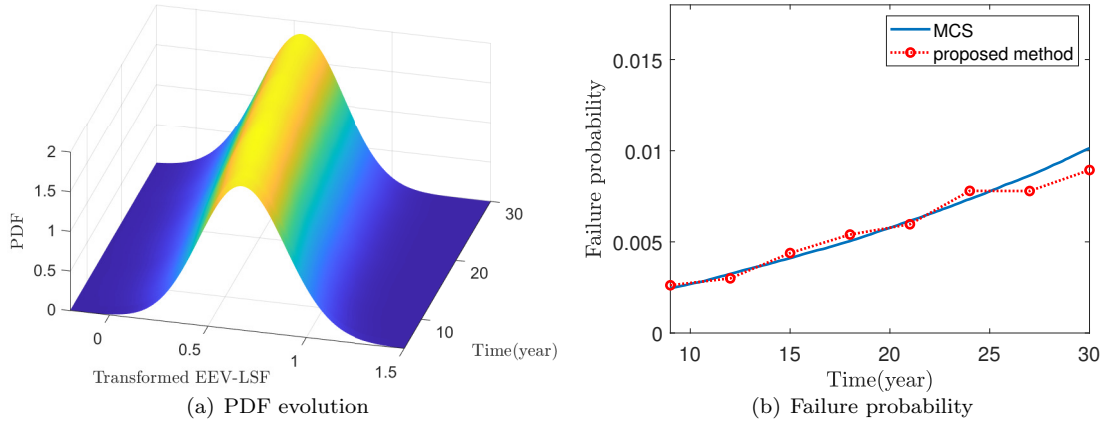 2
1.5
1
0.5
0
PDF
0
0.5
1
1.5
Transformed EEV-LSF
10
20
30
Time(year)
(a) PDF evolution
MCS
proposed method
0.015
0.01
0.005
0
Failure probability
10
15
20
25
30
Time(year)
(b) Failure probability